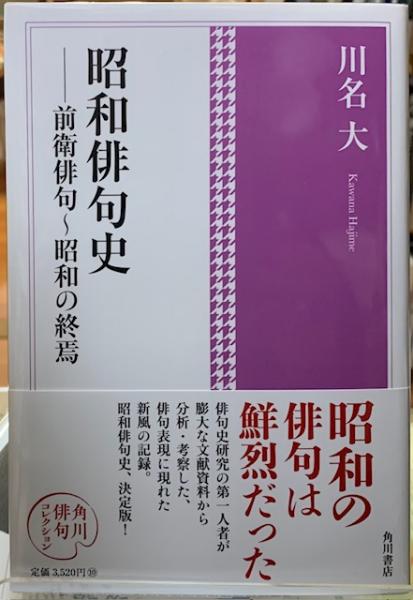 川名 大
Kawana Hajime
昭和俳句史
――前衛俳句～昭和の終焉
昭和の
俳句は
鮮烈だった
俳句史研究の第一人者が
膨大な文献資料から
分析・考察した、
俳句表現に現れた
新風の記録。
昭和俳句史、決定版!
角川
俳句
コレクション
定価 3,520円⑩
角川書店